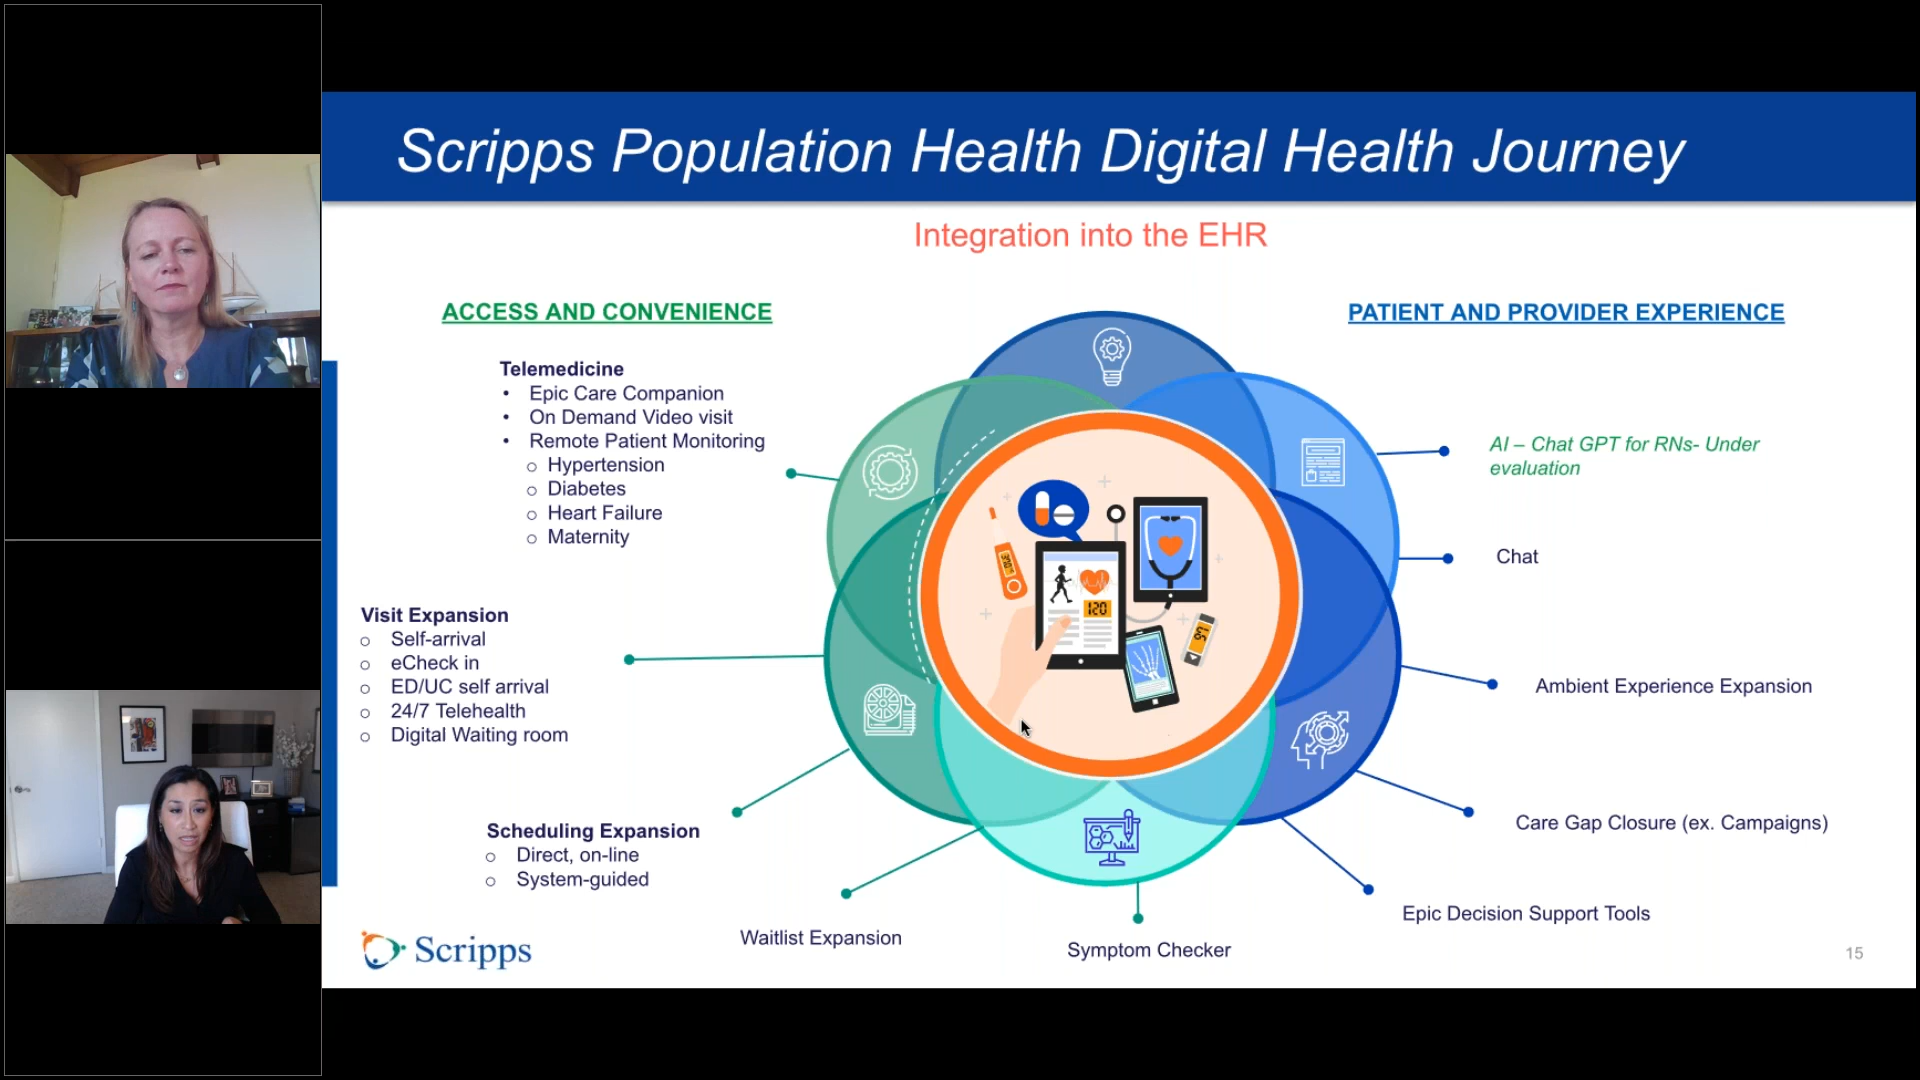 Scripps Population Health Digital Health Journey
Integration into the EHR
ACCESS AND CONVENIENCE
Telemedicine
• Epic Care Companion
• On Demand Video visit
• Remote Patient Monitoring
o Hypertension
o Diabetes
o Heart Failure
o Maternity
Visit Expansion
o Self-arrival
o eCheck in
o ED/UC self arrival
o 24/7 Telehealth
o Digital Waiting room
Scheduling Expansion
o Direct, on-line
o System-guided
Waitlist Expansion
Symptom Checker
PATIENT AND PROVIDER EXPERIENCE
AI – Chat GPT for RNs- Under
evaluation
Chat
Ambient Experience Expansion
Care Gap Closure (ex. Campaigns)
Epic Decision Support Tools
120
Scripps
15